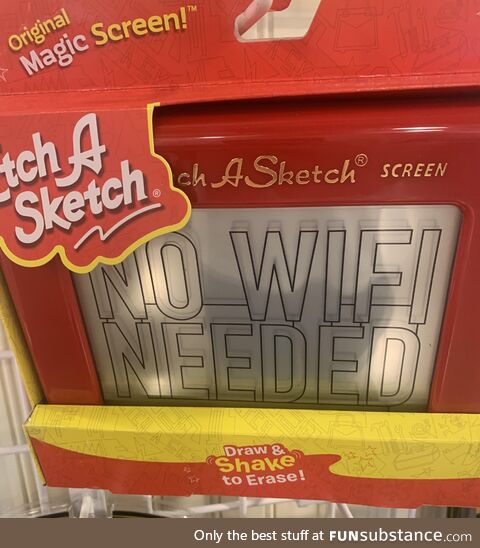 Original
Magic Screen!™
tch A
Sketch®
ch A Sketch® SCREEN
NO WIFI
NEEDED
Draw &
Shake
to Erase!
Only the best stuff at FUNsubstance.com